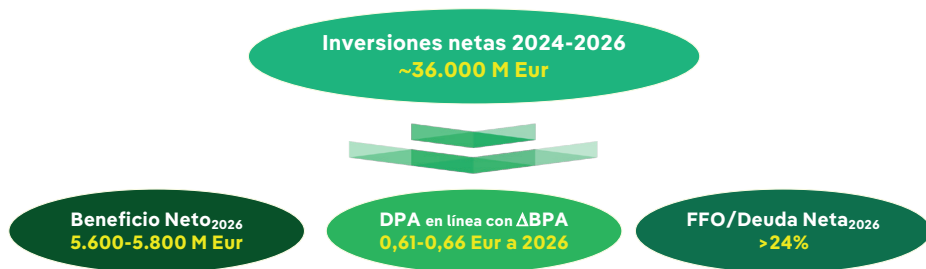 Inversiones netas 2024-2026
~36.000 M Eur
Beneficio Neto2026
5.600-5.800 M Eur
DPA en línea con ΔBPA
0,61-0,66 Eur a 2026
FFO/Deuda Neta2026
>24%